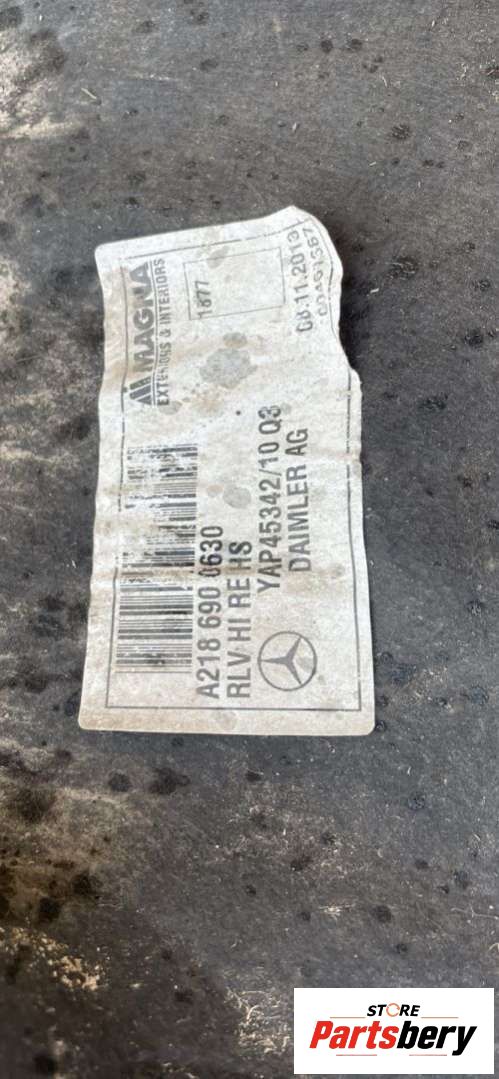 MAGNA
EXTERIORS & INTERIORS
1877
08.11.2013
A218 690 0630
RLV HI RE HS
YAP45342/10 Q3
DAIMLER AG
STORE
Partsbery